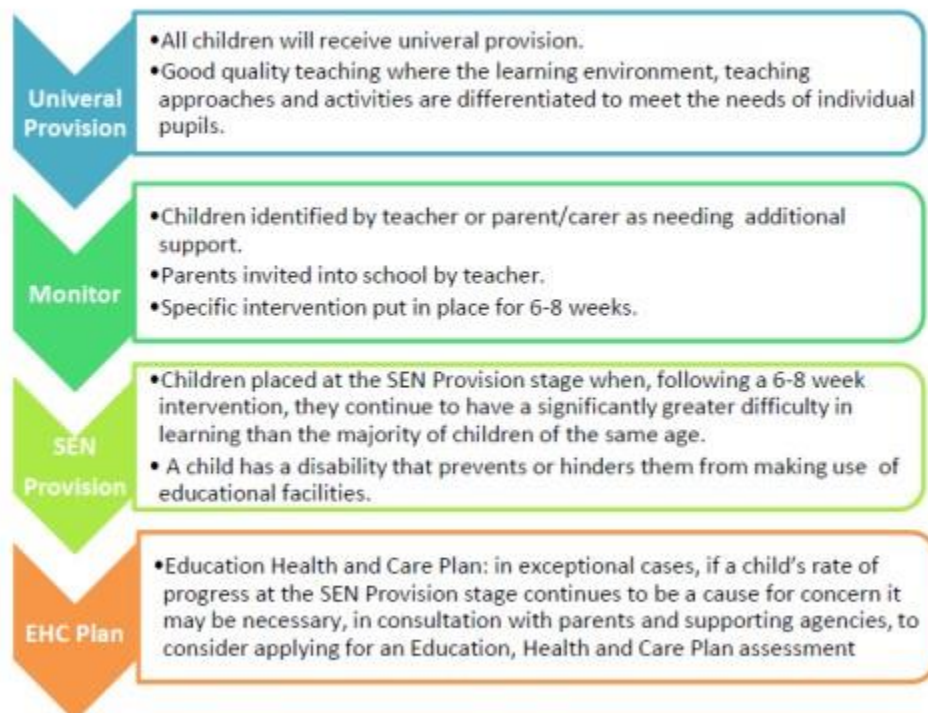 Univeral
Provision
•All children will receive univeral provision.
•Good quality teaching where the learning environment, teaching
approaches and activities are differentiated to meet the needs of individual
pupils.
Monitor
•Children identified by teacher or parent/carer as needing additional
support.
•Parents invited into school by teacher.
•Specific intervention put in place for 6-8 weeks.
SEN
Provision
•Children placed at the SEN Provision stage when, following a 6-8 week
intervention, they continue to have a significantly greater difficulty in
learning than the majority of children of the same age.
• A child has a disability that prevents or hinders them from making use of
educational facilities.
EHC Plan
•Education Health and Care Plan: in exceptional cases, if a child’s rate of
progress at the SEN Provision stage continues to be a cause for concern it
may be necessary, in consultation with parents and supporting agencies, to
consider applying for an Education, Health and Care Plan assessment